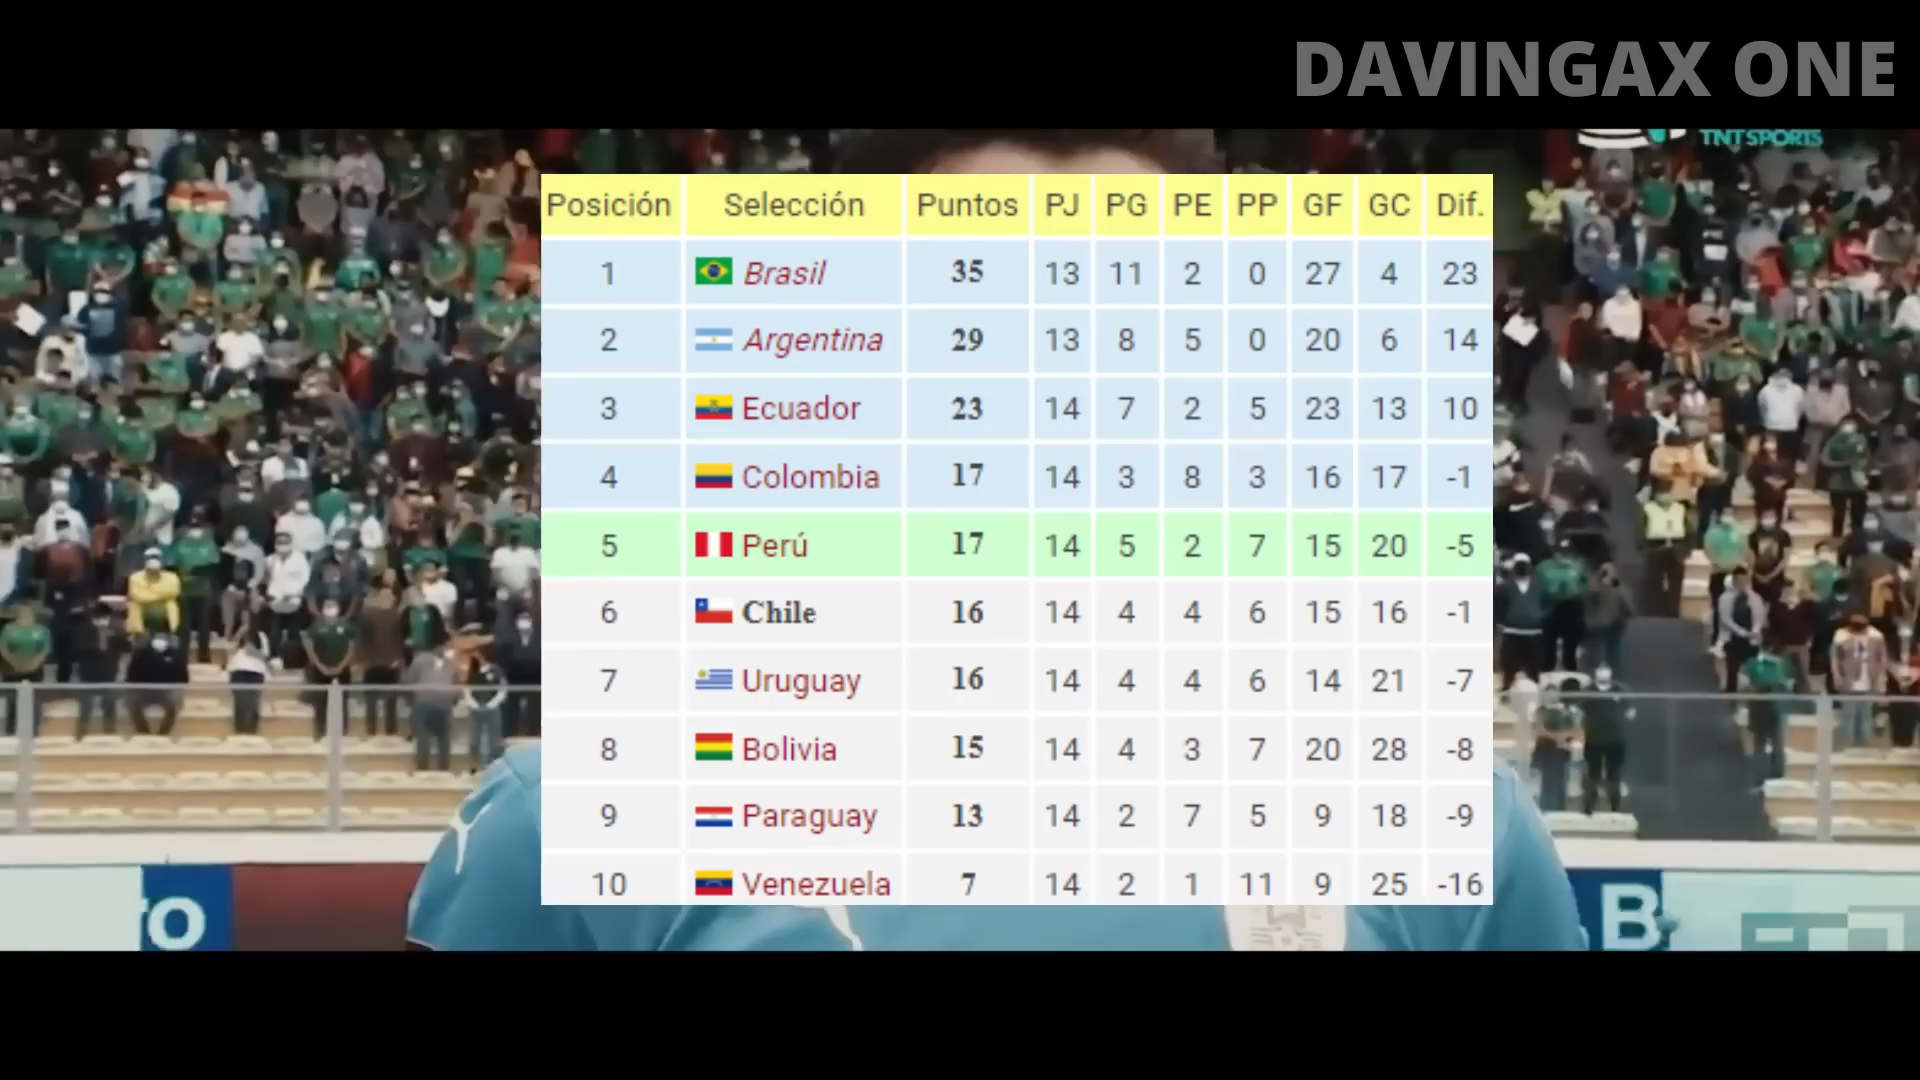 DAVINGAX ONE
TNT SPORTS
Posición Selección Puntos PJ PG PE PP GF GC Dif.
1 Brasil 35 13 11 2 0 27 4 23
2 Argentina 29 13 8 5 0 20 6 14
3 Ecuador 23 14 7 2 5 23 13 10
4 Colombia 17 14 3 8 3 16 17 -1
5 Perú 17 14 5 2 7 15 20 -5
6 Chile 16 14 4 4 6 15 16 -1
7 Uruguay 16 14 4 4 6 14 21 -7
8 Bolivia 15 14 4 3 7 20 28 -8
9 Paraguay 13 14 2 7 5 9 18 -9
10 Venezuela 7 14 2 1 11 9 25 -16